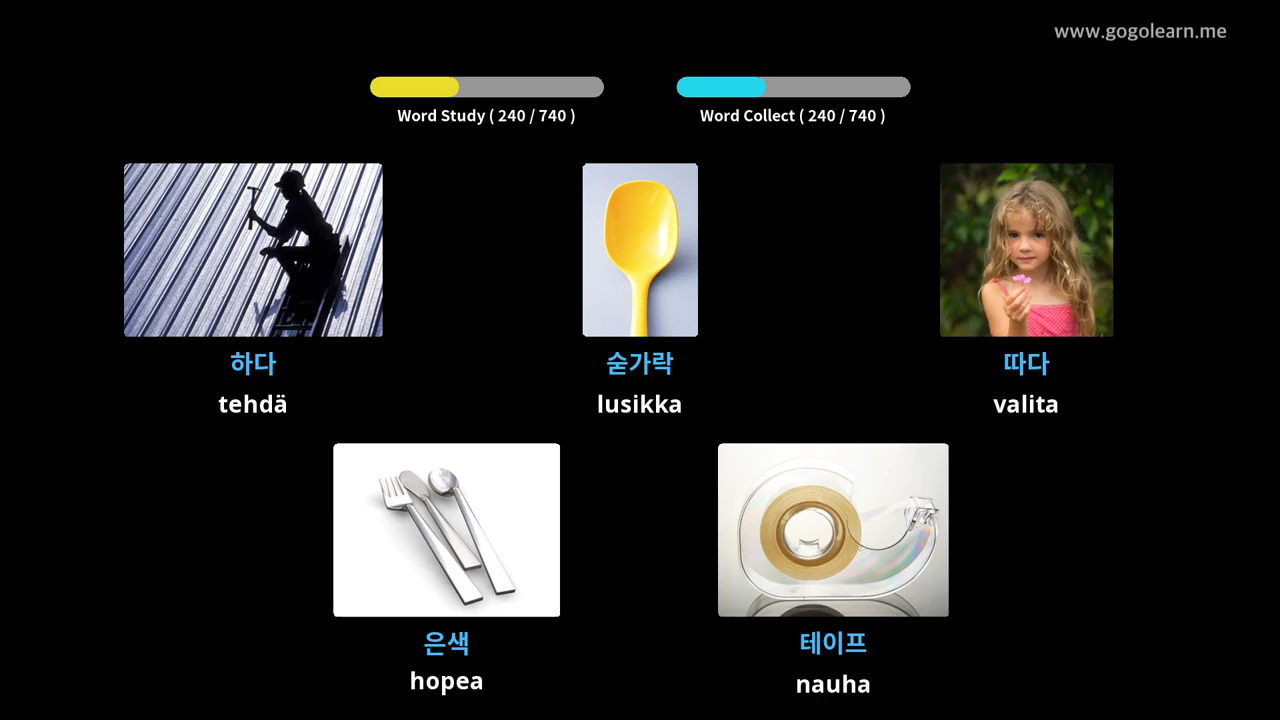 www.gogolearn.me
Word Study ( 240 / 740 )
Word Collect ( 240 / 740 )
하다
tehdä
숟가락
lusikka
따다
valita
은색
hopea
테이프
nauha